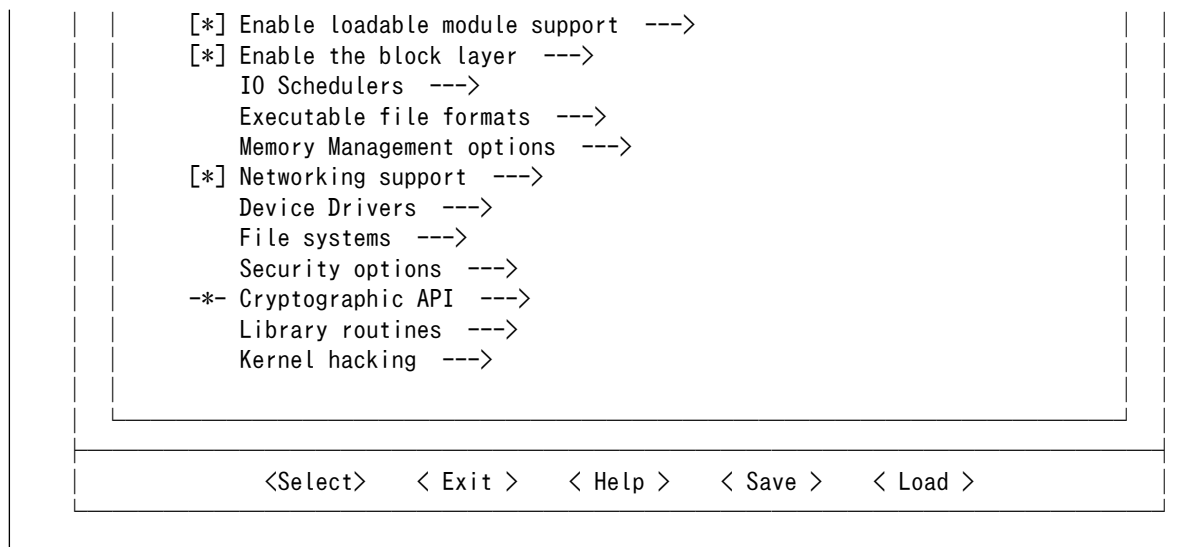 [*] Enable loadable module support  --->
[*] Enable the block layer  --->
IO Schedulers  --->
Executable file formats  --->
Memory Management options  --->
[*] Networking support  --->
Device Drivers  --->
File systems  --->
Security options  --->
-*- Cryptographic API  --->
Library routines  --->
Kernel hacking  --->
<Select>    < Exit >    < Help >    < Save >    < Load >